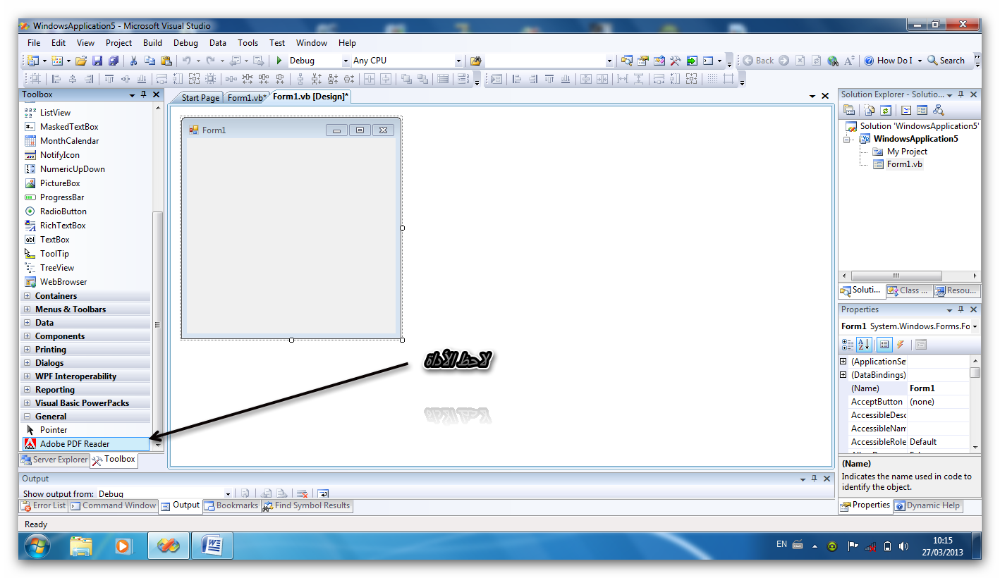 WindowsApplication5 - Microsoft Visual Studio
File Edit View Project Build Debug Data Tools Test Window Help
Debug Any CPU Back How Do I Search
Toolbox
ListView
MaskedTextBox
MonthCalendar
NotifyIcon
NumericUpDown
PictureBox
ProgressBar
RadioButton
RichTextBox
TextBox
ToolTip
TreeView
WebBrowser
Containers
Menus & Toolbars
Data
Components
Printing
Dialogs
WPF Interoperability
Reporting
Visual Basic PowerPacks
General
Pointer
Adobe PDF Reader
Server Explorer Toolbox
Start Page Form1.vb* Form1.vb [Design]*
Form1
لاحظ الأداة
Solution Explorer - Solutio...
Solution 'WindowsApplication5'
WindowsApplication5
My Project
Form1.vb
Soluti... Class ... Resou...
Properties
Form1 System.Windows.Forms.Fo
(ApplicationSe
(DataBindings)
(Name) Form1
AcceptButton (none)
AccessibleDesc
AccessibleNam
AccessibleRole Default
(Name)
Indicates the name used in code to
identify the object.
Properties Dynamic Help
Output
Show output from: Debug
Error List Command Window Output Bookmarks Find Symbol Results
Ready
EN
10:15
27/03/2013